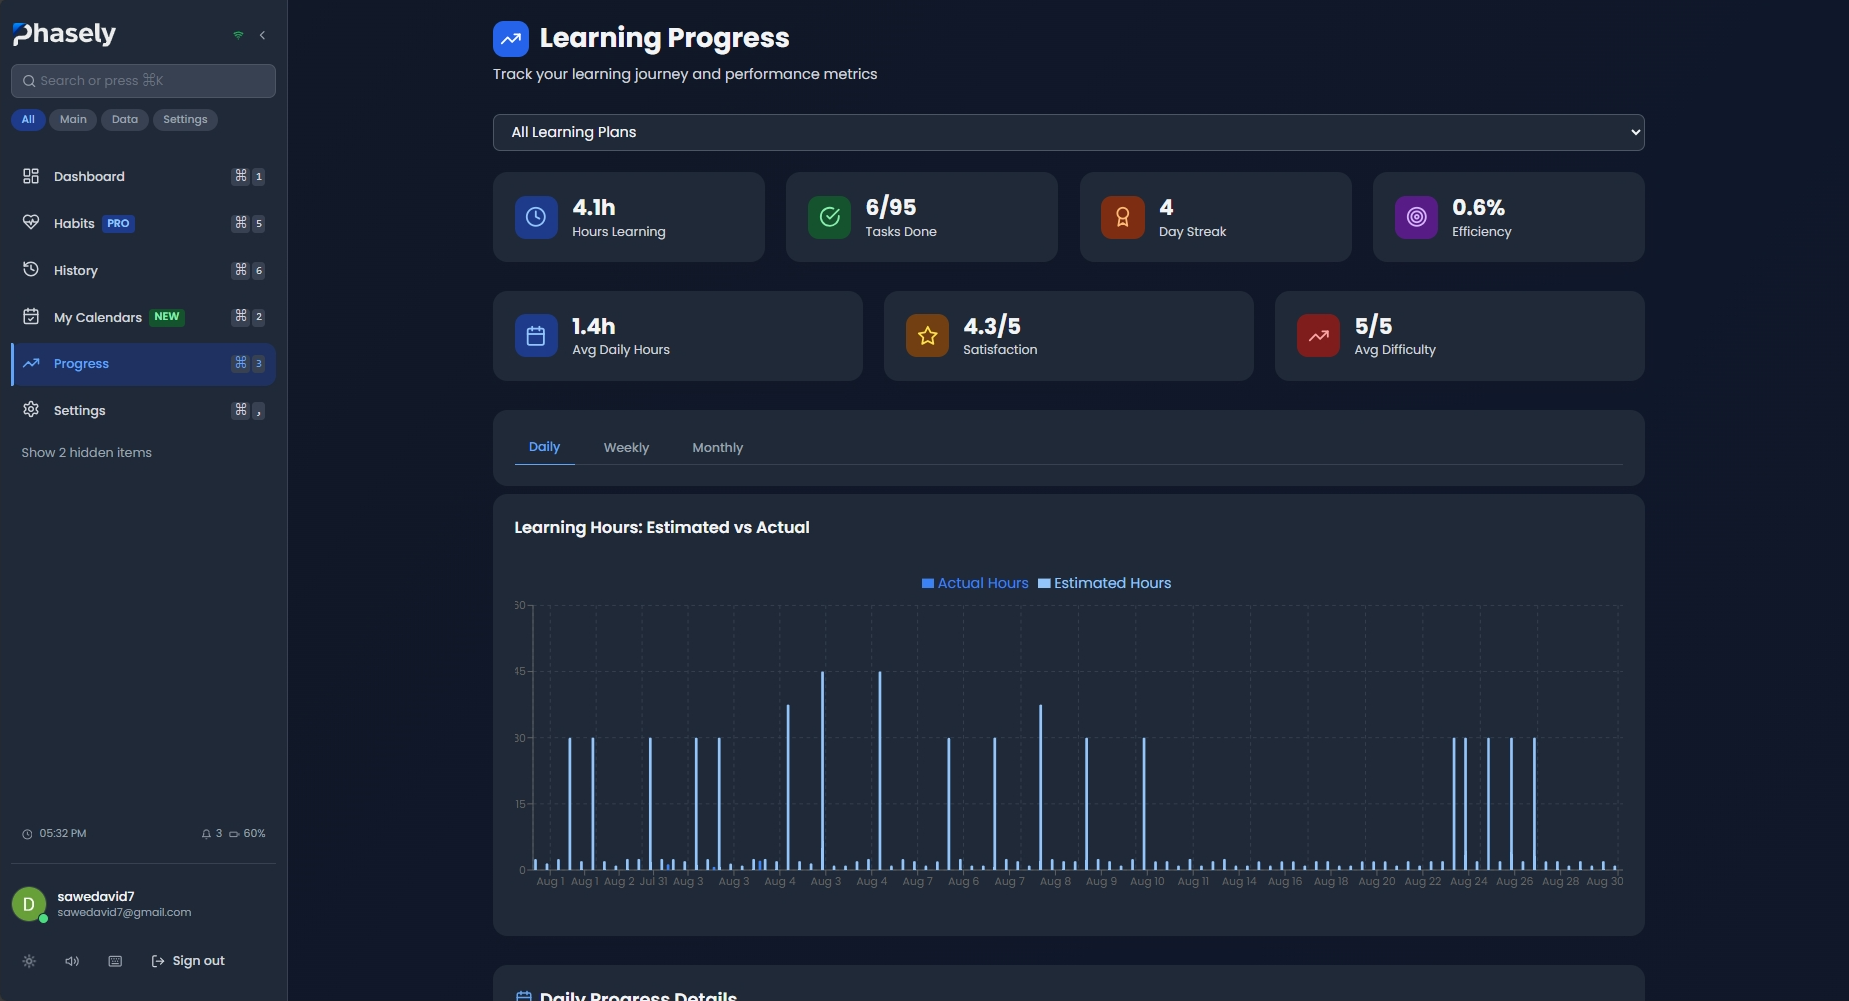 Phasely
Search or press ⌘K
All Main Data Settings
Dashboard ⌘ 1
Habits PRO ⌘ 5
History ⌘ 6
My Calendars NEW ⌘ 2
Progress ⌘ 3
Settings ⌘ ,
Show 2 hidden items
05:32 PM 3 60%
D
sawedavid7
sawedavid7@gmail.com
Sign out
Learning Progress
Track your learning journey and performance metrics
All Learning Plans
4.1h
Hours Learning
6/95
Tasks Done
4
Day Streak
0.6%
Efficiency
1.4h
Avg Daily Hours
4.3/5
Satisfaction
5/5
Avg Difficulty
Daily Weekly Monthly
Learning Hours: Estimated vs Actual
Actual Hours Estimated Hours
60
45
30
15
0
Aug 1 Aug 1 Aug 2 Jul 31 Aug 3 Aug 3 Aug 4 Aug 3 Aug 4 Aug 7 Aug 6 Aug 7 Aug 8 Aug 9 Aug 10 Aug 11 Aug 14 Aug 16 Aug 18 Aug 20 Aug 22 Aug 24 Aug 26 Aug 28 Aug 30
Daily Progress Details